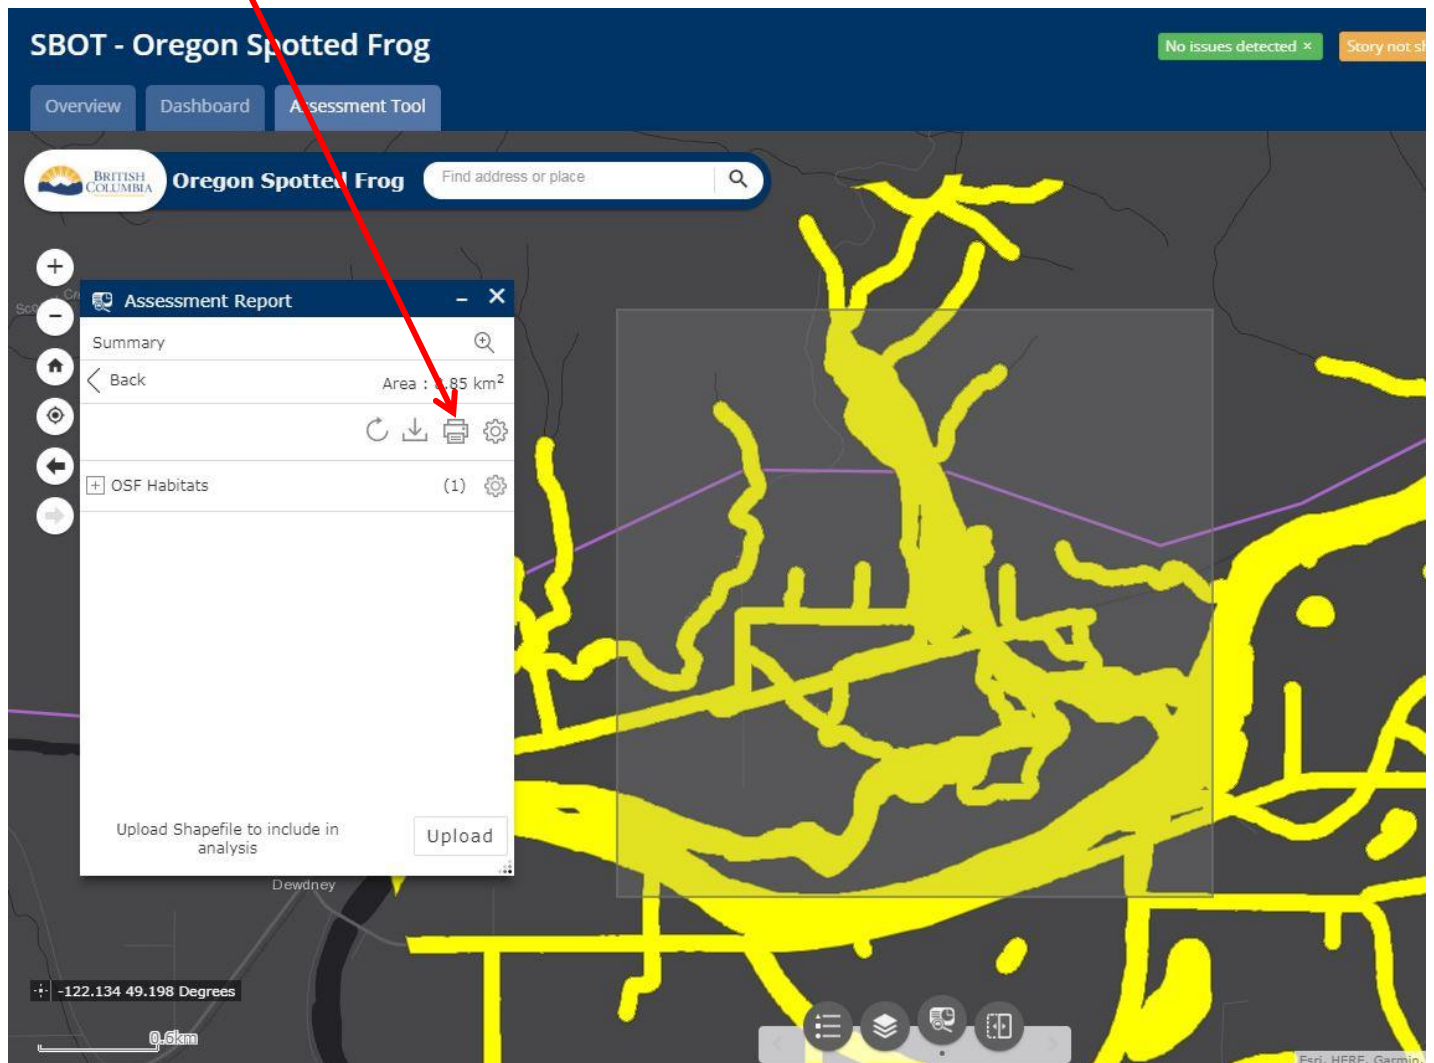 SBOT - Oregon Spotted Frog
No issues detected ×
Story not sh
Overview
Dashboard
Assessment Tool
BRITISH
COLUMBIA
Oregon Spotted Frog
Find address or place
Assessment Report
Summary
Back
Area : .85 km²
OSF Habitats
(1)
Upload Shapefile to include in
analysis
Upload
Dewdney
-122.134 49.198 Degrees
0.6km
Esri, HERE, Garmin,